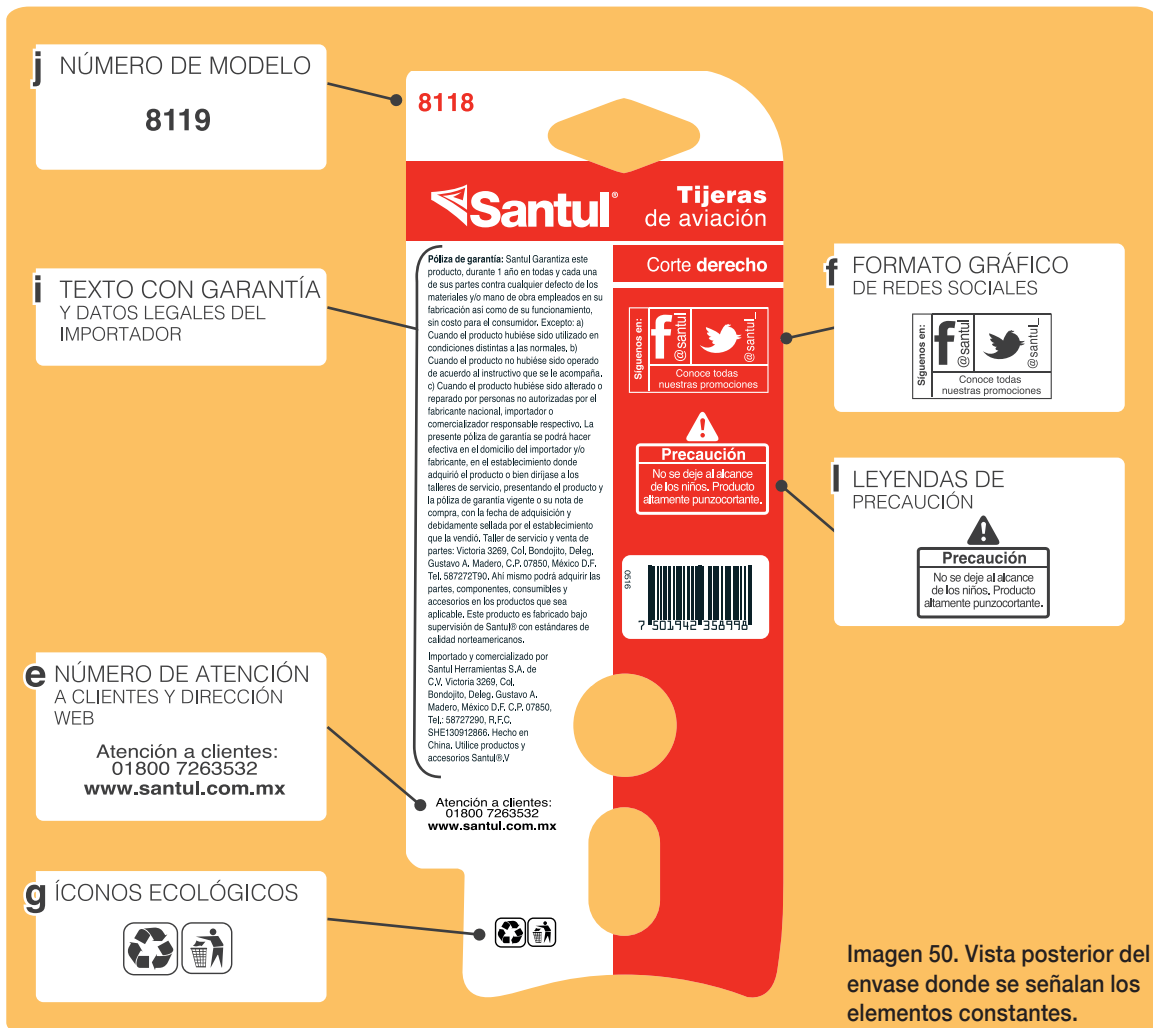 j NÚMERO DE MODELO
8119
i TEXTO CON GARANTÍA
Y DATOS LEGALES DEL
IMPORTADOR
e NÚMERO DE ATENCIÓN
A CLIENTES Y DIRECCIÓN
WEB
Atención a clientes:
01800 7263532
www.santul.com.mx
g ÍCONOS ECOLÓGICOS
8118
Santul®
Tijeras
de aviación
Corte derecho
Póliza de garantía: Santul Garantiza este
producto, durante 1 año en todas y cada una
de sus partes contra cualquier defecto de los
materiales y/o mano de obra empleados en su
fabricación así como de su funcionamiento,
sin costo para el consumidor. Excepto: a)
Cuando el producto hubiése sido utilizado en
condiciones distintas a las normales. b)
Cuando el producto no hubiése sido operado
de acuerdo al instructivo que se le acompaña.
c) Cuando el producto hubiése sido alterado o
reparado por personas no autorizadas por el
fabricante nacional, importador o
comercializador responsable respectivo. La
presente póliza de garantía se podrá hacer
efectiva en el domicilio del importador y/o
fabricante, en el establecimiento donde
adquirió el producto o bien diríjase a los
talleres de servicio, presentando el producto y
la póliza de garantía vigente o su nota de
compra, con la fecha de adquisición y
debidamente sellada por el establecimiento
que la vendió. Taller de servicio y venta de
partes: Victoria 3269, Col. Bondojito, Deleg.
Gustavo A. Madero, C.P. 07850, México D.F.
Tel. 587272T90. Ahí mismo podrá adquirir las
partes, componentes, consumibles y
accesorios en los productos que sea
aplicable. Este producto es fabricado bajo
supervisión de Santul® con estándares de
calidad norteamericanos.
Importado y comercializado por
Santul Herramientas S.A. de
C.V. Victoria 3269, Col.
Bondojito, Deleg. Gustavo A.
Madero, México D.F. C.P. 07850,
Tel.: 58727290, R.F.C.
SHE130912866. Hecho en
China. Utilice productos y
accesorios Santul®.V
Atención a clientes:
01800 7263532
www.santul.com.mx
Síguenos en:
f @santul
@santul_
Conoce todas
nuestras promociones
Precaución
No se deje al alcance
de los niños. Producto
altamente punzocortante.
0516
7 501942 358998
f FORMATO GRÁFICO
DE REDES SOCIALES
Síguenos en:
f @santul
@santul_
Conoce todas
nuestras promociones
l LEYENDAS DE
PRECAUCIÓN
Precaución
No se deje al alcance
de los niños. Producto
altamente punzocortante.
Imagen 50. Vista posterior del
envase donde se señalan los
elementos constantes.